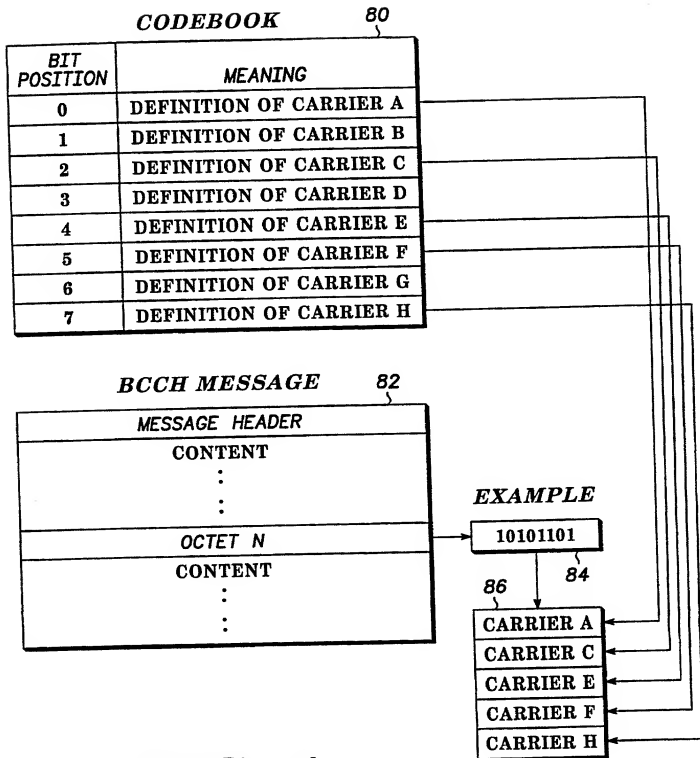 CODEBOOK 80
BIT POSITION MEANING
0 DEFINITION OF CARRIER A
1 DEFINITION OF CARRIER B
2 DEFINITION OF CARRIER C
3 DEFINITION OF CARRIER D
4 DEFINITION OF CARRIER E
5 DEFINITION OF CARRIER F
6 DEFINITION OF CARRIER G
7 DEFINITION OF CARRIER H
BCCH MESSAGE 82
MESSAGE HEADER
CONTENT
OCTET N
CONTENT
EXAMPLE
10101101
84
86
CARRIER A
CARRIER C
CARRIER E
CARRIER F
CARRIER H